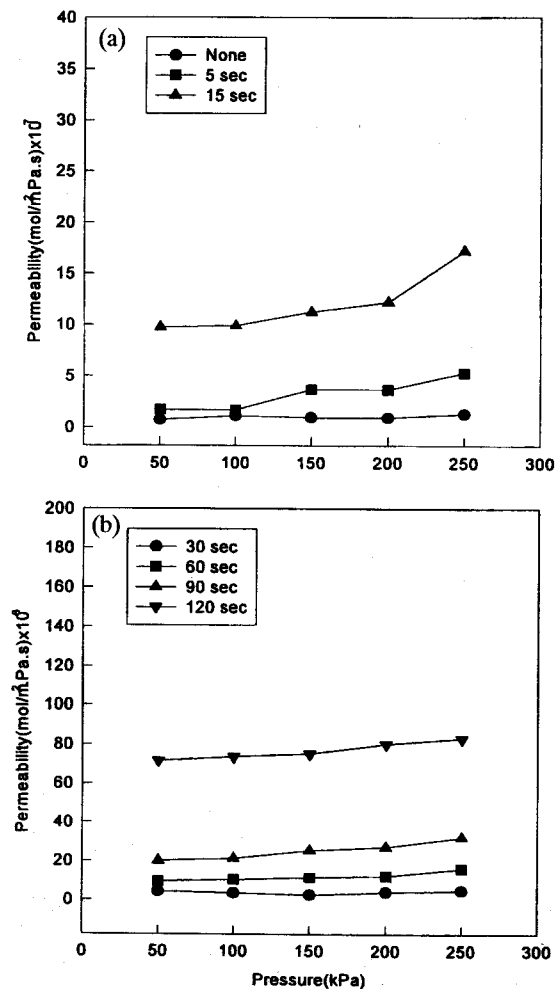 (a)
None
5 sec
15 sec
40
35
30
25
20
15
10
5
0
Permeability(mol/m²Pa.s)x10⁷
0 50 100 150 200 250 300
(b)
30 sec
60 sec
90 sec
120 sec
200
180
160
140
120
100
80
60
40
20
0
Permeability(mol/m²Pa.s)x10⁶
0 50 100 150 200 250 300
Pressure(kPa)